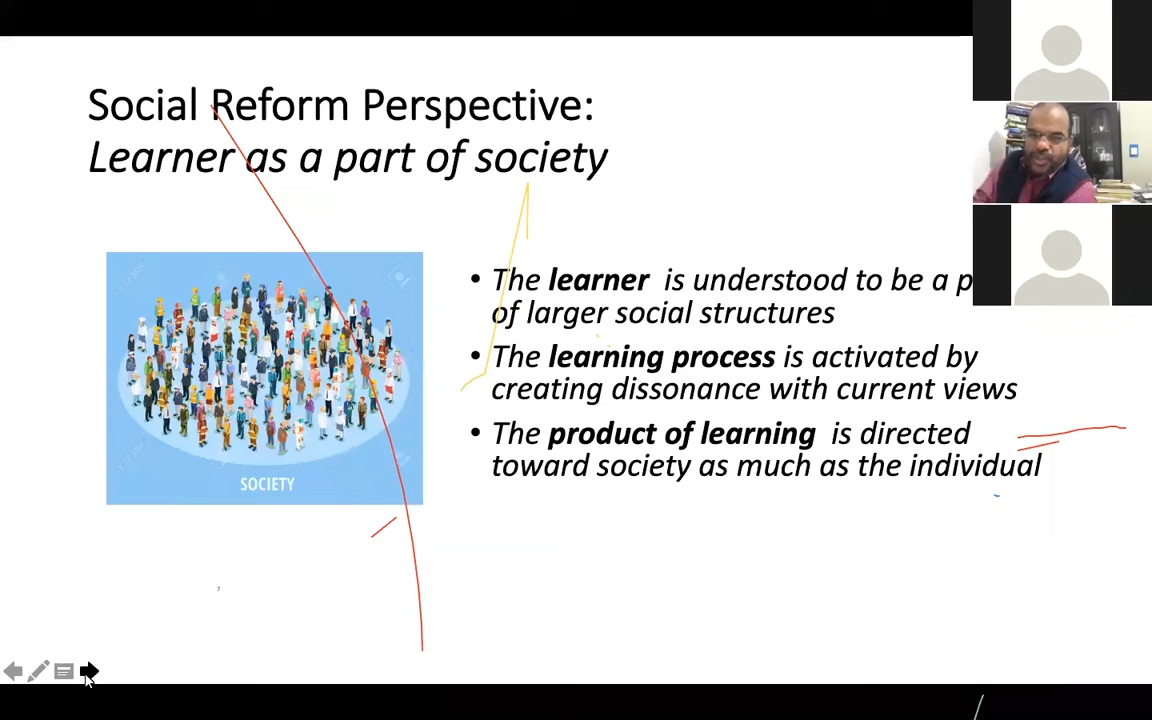 Social Reform Perspective:
Learner as a part of society
• The learner is understood to be a p
of larger social structures
• The learning process is activated by
creating dissonance with current views
• The product of learning is directed
toward society as much as the individual
SOCIETY